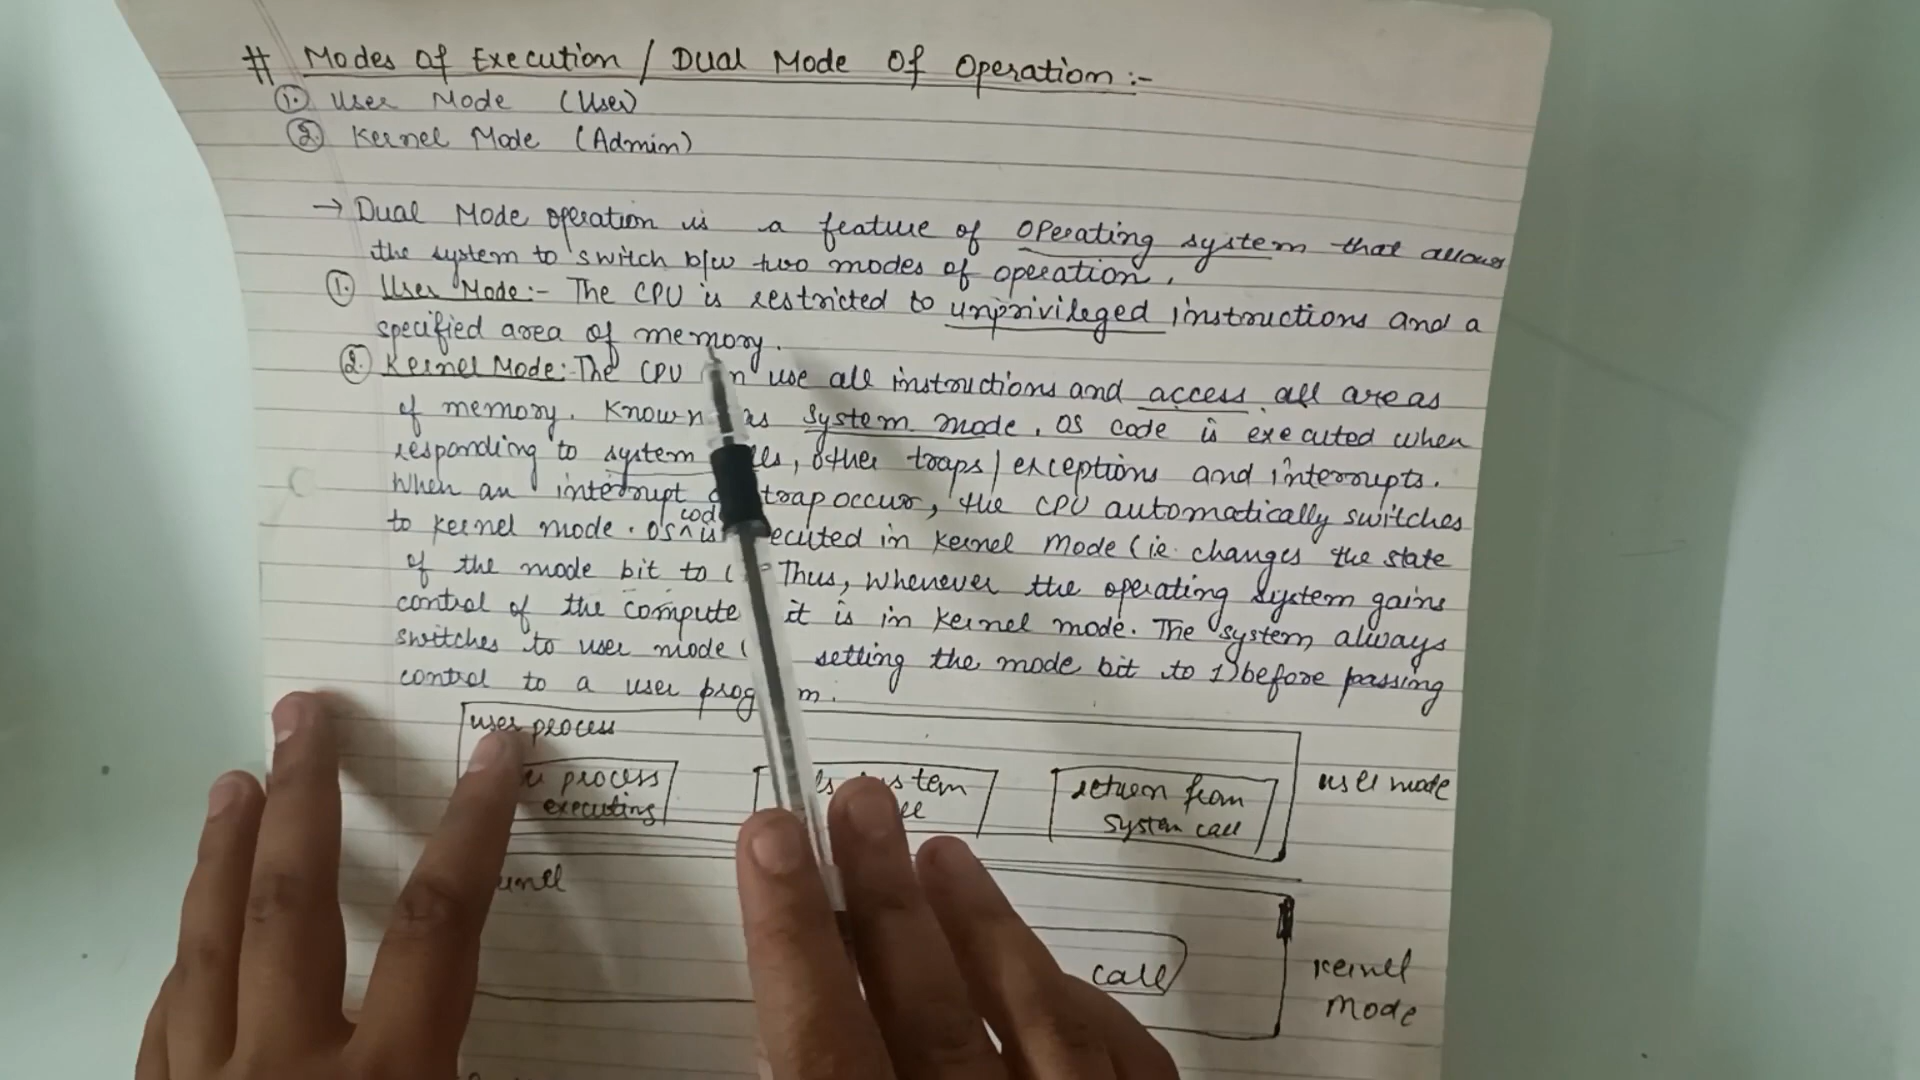 # Modes Of Execution / Dual Mode Of Operation :-
1. User Mode (User)
2. Kernel Mode (Admin)
→ Dual Mode operation is a feature of operating system that allows
the system to switch b/w two modes of operation.
1. User Mode :- The CPU is restricted to unprivileged instructions and a
specified area of memory.
2. Kernel Mode :- The CPU use all instructions and access all areas
of memory. Known as system mode. OS code is executed when
responding to system , other traps / exceptions and interrupts.
When an interrupt trap occur, the CPU automatically switches
to kernel mode. OS code is in kernel mode (ie. changes the state
of the mode bit to Thus, whenever the operating system gains
control of the it is in kernel mode. The system always
switches to user mode ( setting the mode bit to 1) before passing
control to a user
user process
process
executing
return from
system call
user mode
call
kernel
mode